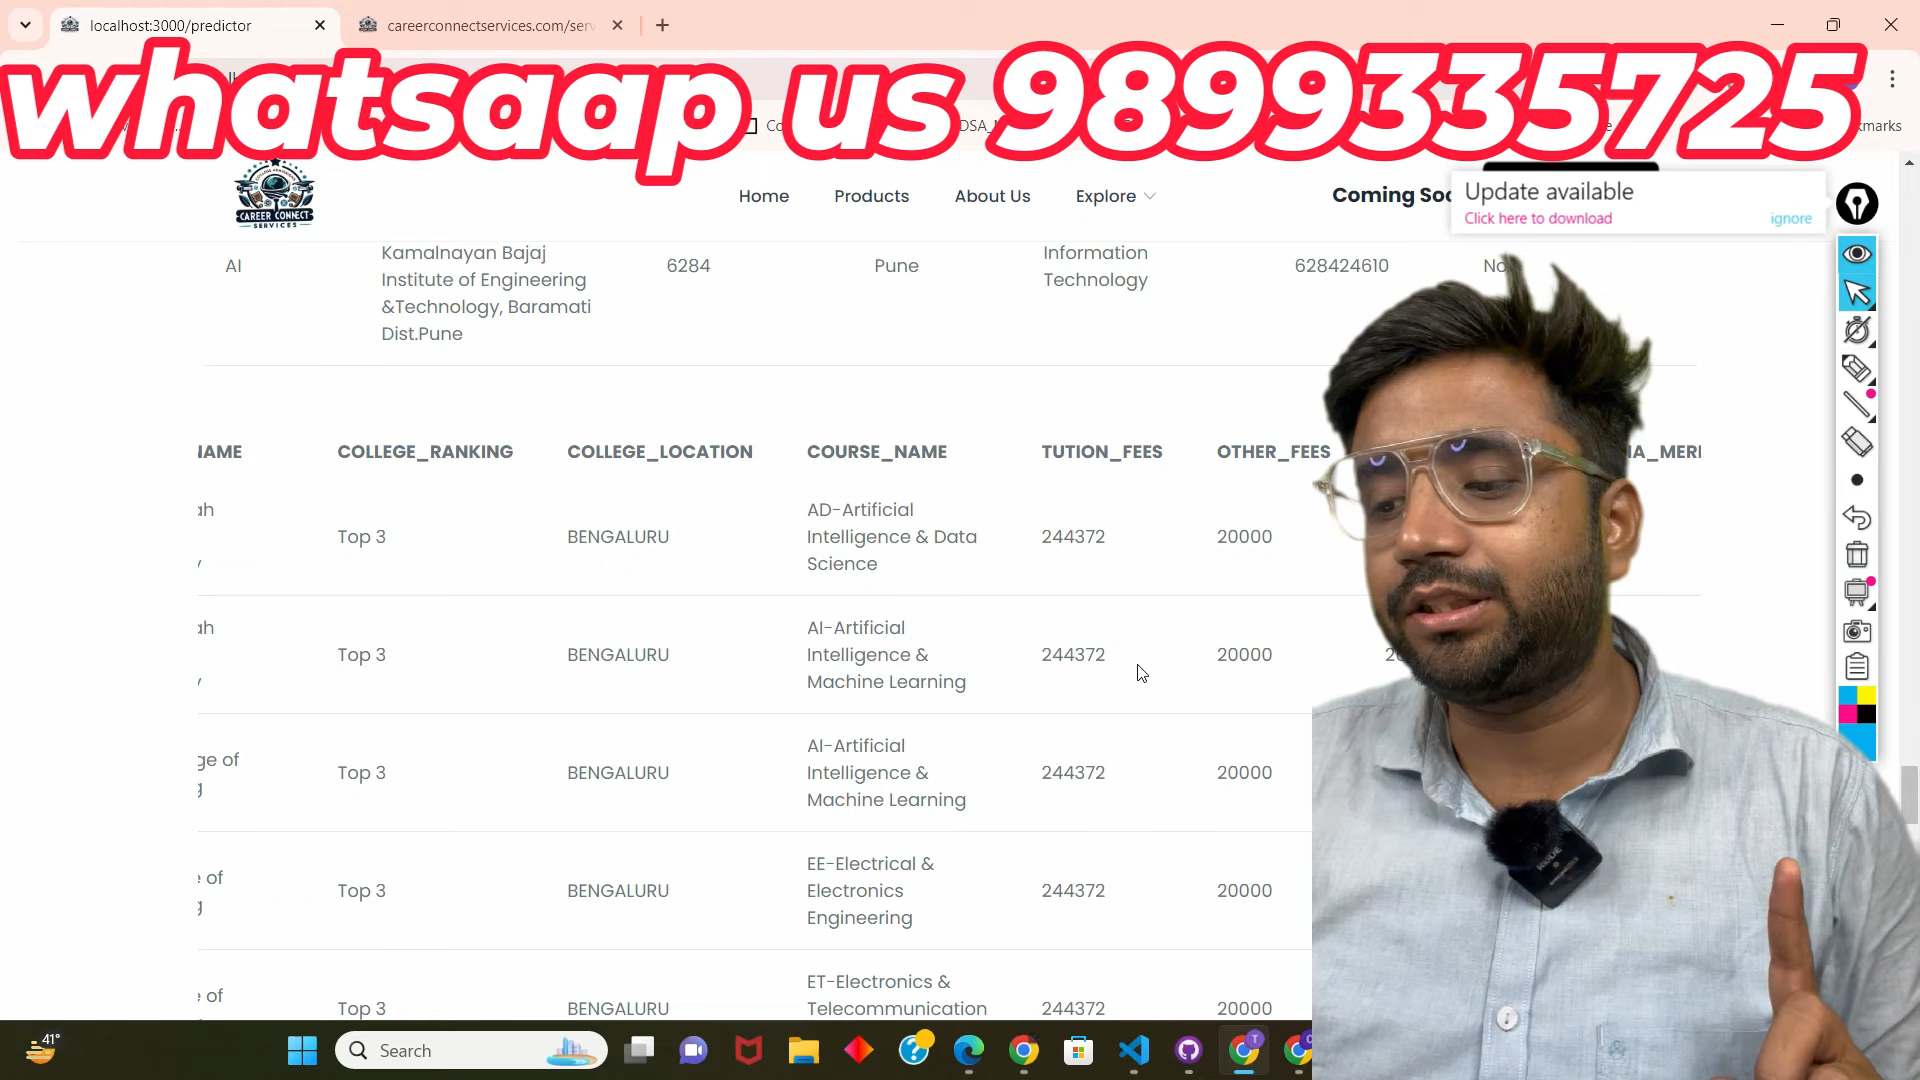 localhost:3000/predictor
careerconnectservices.com/serv
whatsaap us 9899335725
CAREER CONNECT
SERVICES
Home
Products
About Us
Explore
Coming Soo
Update available
Click here to download
ignore
AI
Kamalnayan Bajaj
Institute of Engineering
&Technology, Baramati
Dist.Pune
6284
Pune
Information
Technology
628424610
COLLEGE_RANKING
COLLEGE_LOCATION
COURSE_NAME
TUTION_FEES
OTHER_FEES
Top 3
BENGALURU
AD-Artificial
Intelligence & Data
Science
244372
20000
Top 3
BENGALURU
AI-Artificial
Intelligence &
Machine Learning
244372
20000
Top 3
BENGALURU
AI-Artificial
Intelligence &
Machine Learning
244372
20000
Top 3
BENGALURU
EE-Electrical &
Electronics
Engineering
244372
20000
Top 3
BENGALURU
ET-Electronics &
Telecommunication
244372
20000
RODE
41°
Search